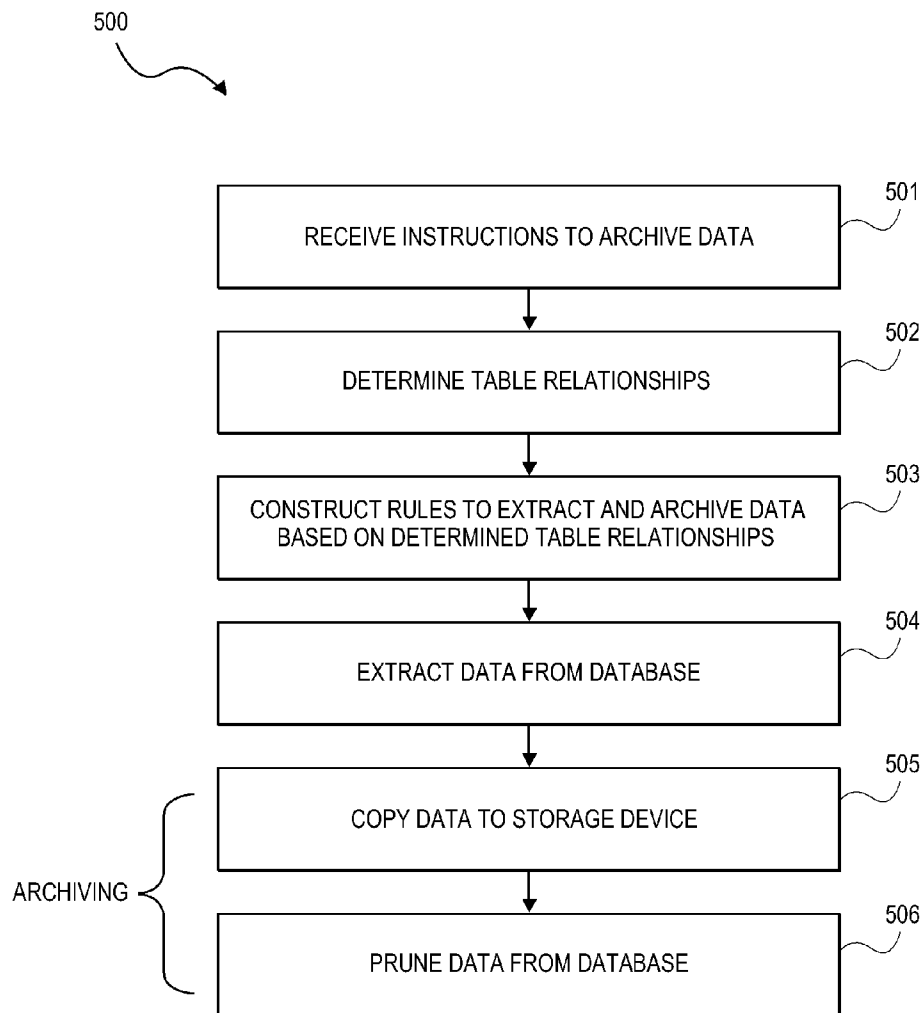 500
501
RECEIVE INSTRUCTIONS TO ARCHIVE DATA
502
DETERMINE TABLE RELATIONSHIPS
503
CONSTRUCT RULES TO EXTRACT AND ARCHIVE DATA
BASED ON DETERMINED TABLE RELATIONSHIPS
504
EXTRACT DATA FROM DATABASE
505
COPY DATA TO STORAGE DEVICE
ARCHIVING
506
PRUNE DATA FROM DATABASE